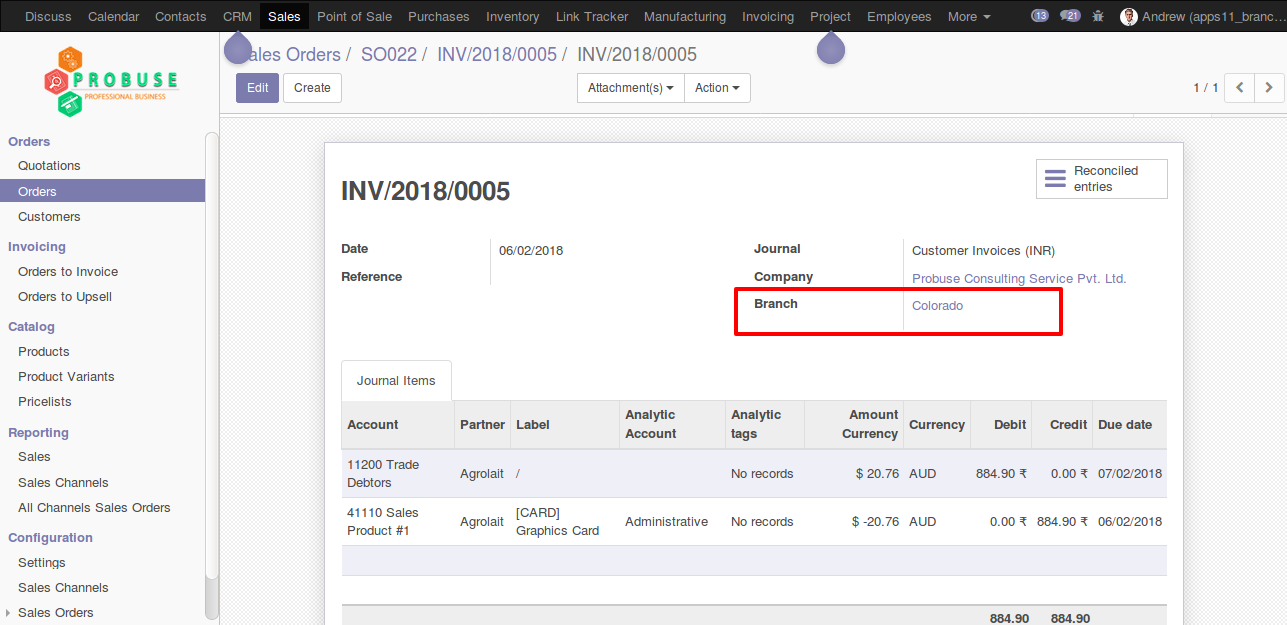 Discuss Calendar Contacts CRM Sales Point of Sale Purchases Inventory Link Tracker Manufacturing Invoicing Project Employees More 13 21 Andrew (apps11_branc...
PROBUSE
PROFESSIONAL BUSINESS
ales Orders / SO022 / INV/2018/0005 / INV/2018/0005
Edit Create Attachment(s) Action 1 / 1
Orders
Quotations
Orders
Customers
Invoicing
Orders to Invoice
Orders to Upsell
Catalog
Products
Product Variants
Pricelists
Reporting
Sales
Sales Channels
All Channels Sales Orders
Configuration
Settings
Sales Channels
Sales Orders
Reconciled
entries
INV/2018/0005
Date 06/02/2018
Reference
Journal Customer Invoices (INR)
Company Probuse Consulting Service Pvt. Ltd.
Branch Colorado
Journal Items
Account Partner Label Analytic Account Analytic tags Amount Currency Currency Debit Credit Due date
11200 Trade Debtors Agrolait / No records $ 20.76 AUD 884.90 ₹ 0.00 ₹ 07/02/2018
41110 Sales Product #1 Agrolait [CARD] Graphics Card Administrative No records $ -20.76 AUD 0.00 ₹ 884.90 ₹ 06/02/2018
884.90 884.90